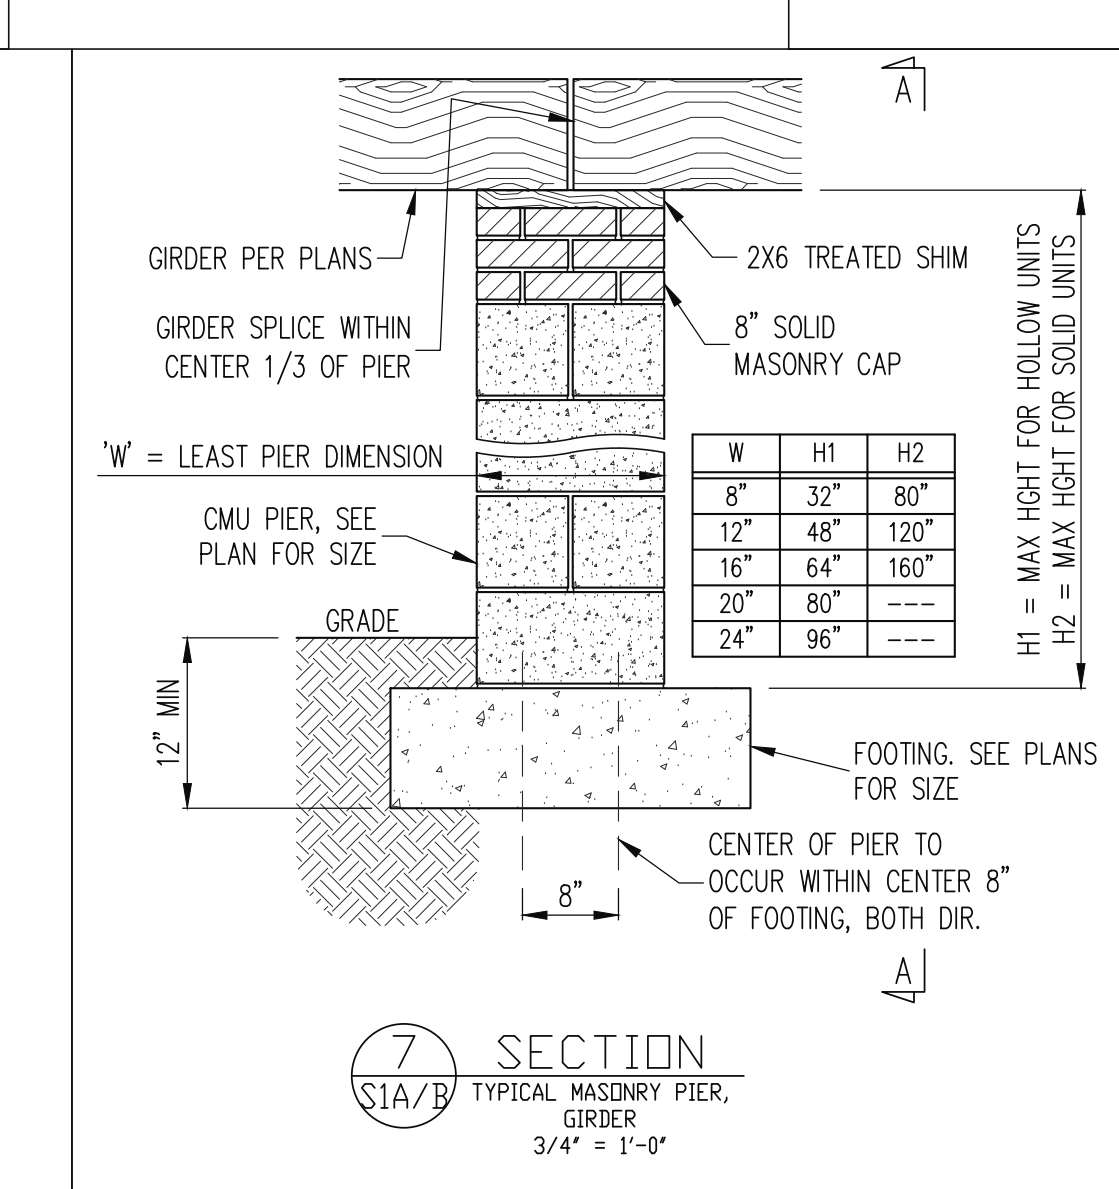 A
GIRDER PER PLANS
2X6 TREATED SHIM
GIRDER SPLICE WITHIN
CENTER 1/3 OF PIER
8” SOLID
MASONRY CAP
'W' = LEAST PIER DIMENSION
CMU PIER, SEE
PLAN FOR SIZE
W H1 H2
8” 32” 80”
12” 48” 120”
16” 64” 160”
20” 80” ---
24” 96” ---
H1 = MAX HGHT FOR HOLLOW UNITS
H2 = MAX HGHT FOR SOLID UNITS
GRADE
12” MIN
FOOTING. SEE PLANS
FOR SIZE
CENTER OF PIER TO
OCCUR WITHIN CENTER 8”
OF FOOTING, BOTH DIR.
8”
A
7
S1A/B
SECTION
TYPICAL MASONRY PIER,
GIRDER
3/4" = 1'-0"